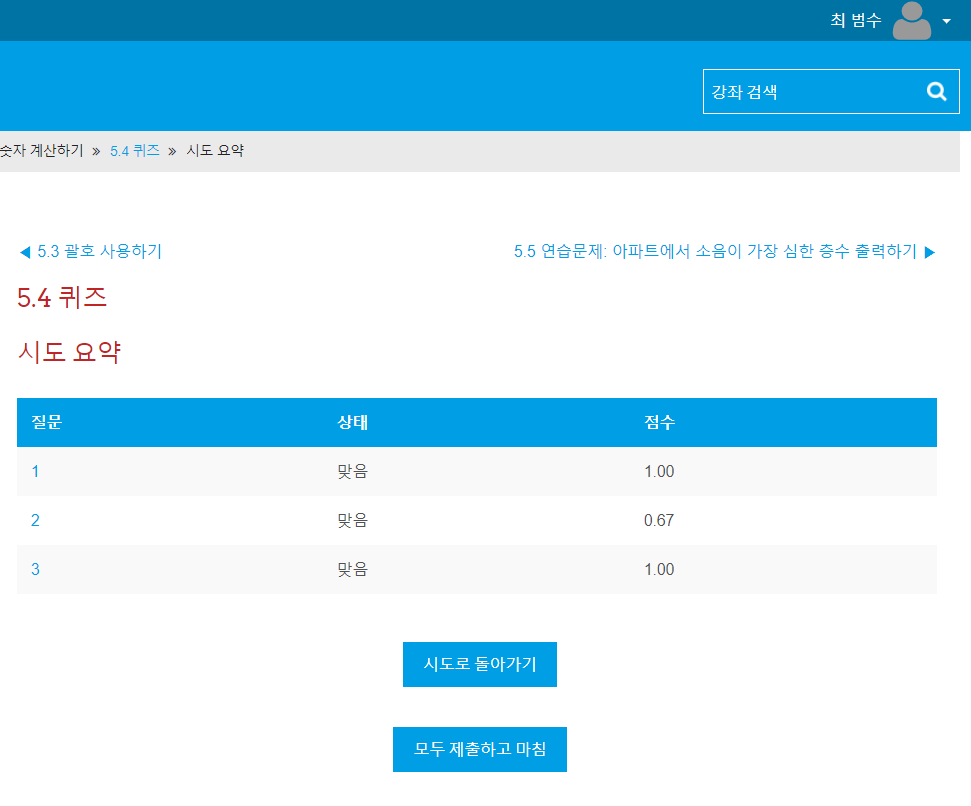 최 범수
강좌 검색
숫자 계산하기 » 5.4 퀴즈 » 시도 요약
◀ 5.3 괄호 사용하기
5.5 연습문제: 아파트에서 소음이 가장 심한 층수 출력하기 ▶
5.4 퀴즈
시도 요약
질문 상태 점수
1 맞음 1.00
2 맞음 0.67
3 맞음 1.00
시도로 돌아가기
모두 제출하고 마침